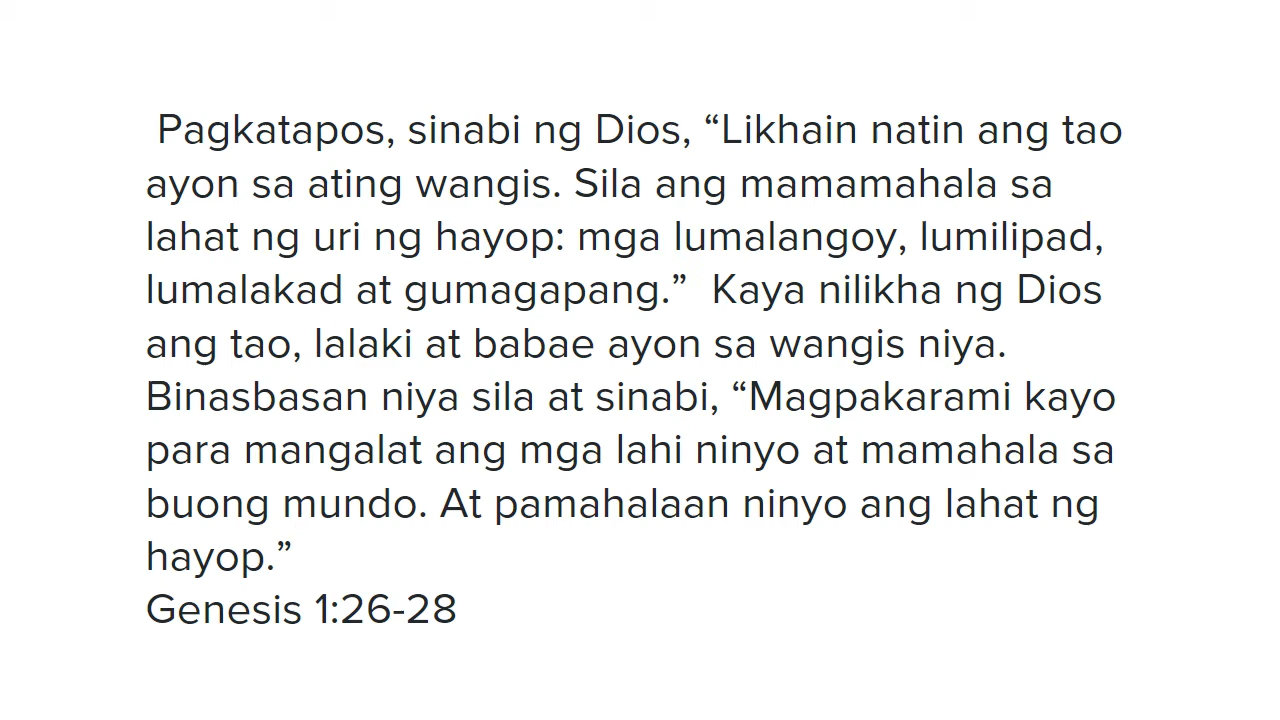 Pagkatapos, sinabi ng Dios, “Likhain natin ang tao
ayon sa ating wangis. Sila ang mamamahala sa
lahat ng uri ng hayop: mga lumalangoy, lumilipad,
lumalakad at gumagapang.”  Kaya nilikha ng Dios
ang tao, lalaki at babae ayon sa wangis niya.
Binasbasan niya sila at sinabi, “Magpakarami kayo
para mangalat ang mga lahi ninyo at mamahala sa
buong mundo. At pamahalaan ninyo ang lahat ng
hayop.”
Genesis 1:26-28